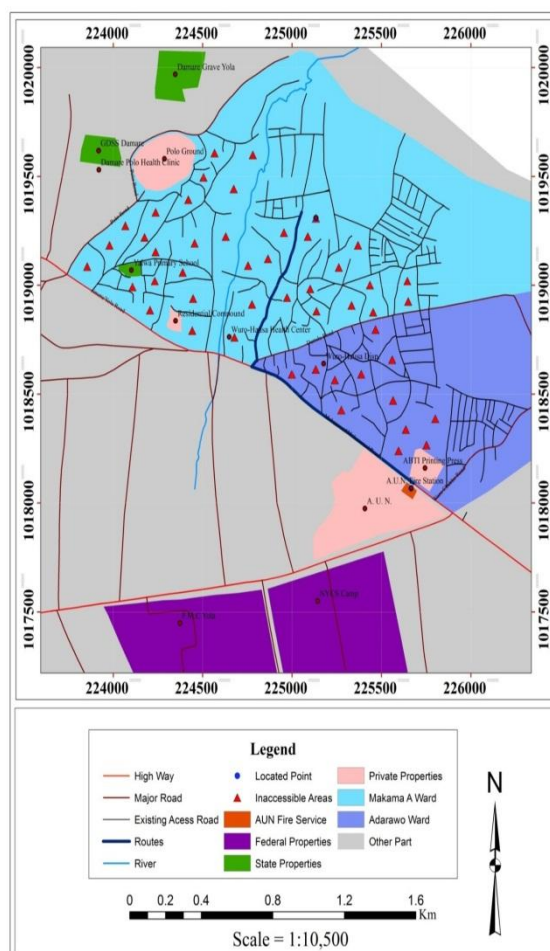 224000 224500 225000 225500 226000
1020000
1019500
1019000
1018500
1018000
1017500
1020000
1019500
1019000
1018500
1018000
1017500
Damare Grave Yola
GDSS Damare
Polo Ground
Damare Polo Health Clinic
Primary School
Residential Compound
Wuro-Hausa Health Center
Wuro-Hausa
ABTI Printing Press
A.U.N. Fire Station
A. U. N.
NYCS Camp
224000 224500 225000 225500 226000
Legend
High Way
Major Road
Existing Acess Road
Routes
River
Located Point
Inaccessible Areas
AUN Fire Service
Federal Properties
State Properties
Private Properties
Makama A Ward
Adarawo Ward
Other Part
N
0 0.2 0.4 0.8 1.2 1.6
Km
Scale = 1:10,500